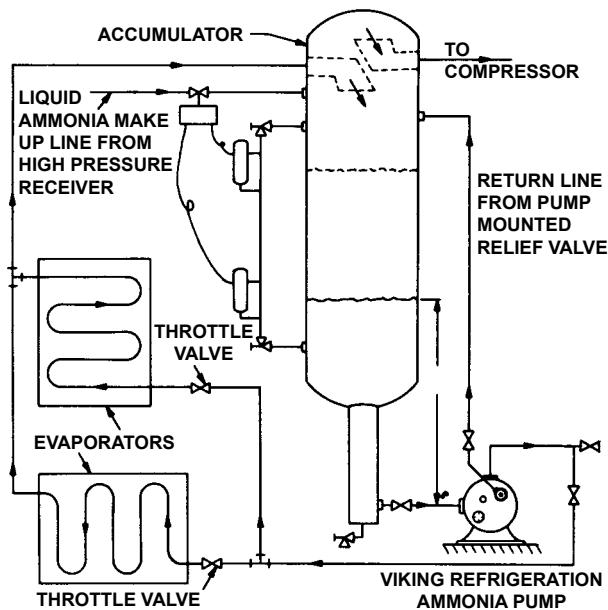 ACCUMULATOR
TO
COMPRESSOR
LIQUID
AMMONIA MAKE
UP LINE FROM
HIGH PRESSURE
RECEIVER
RETURN LINE
FROM PUMP
MOUNTED
RELIEF VALVE
THROTTLE
VALVE
EVAPORATORS
THROTTLE VALVE
VIKING REFRIGERATION
AMMONIA PUMP